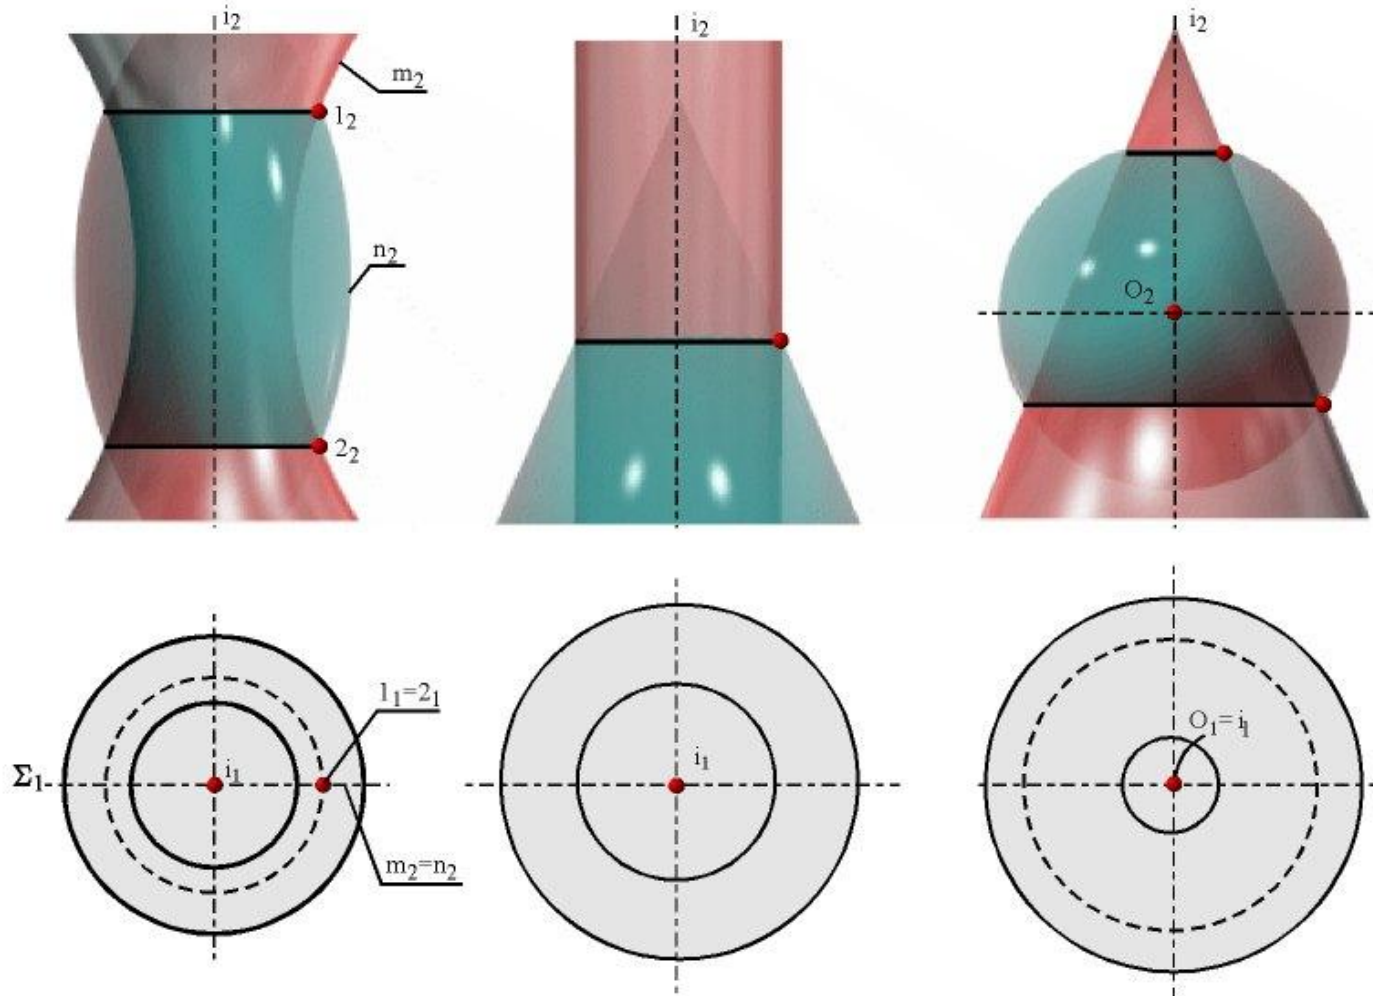 i₂
m₂
1₂
n₂
2₂
i₂
i₂
O₂
Σ₁
i₁
1₁=2₁
m₂=n₂
i₁
O₁=i₁